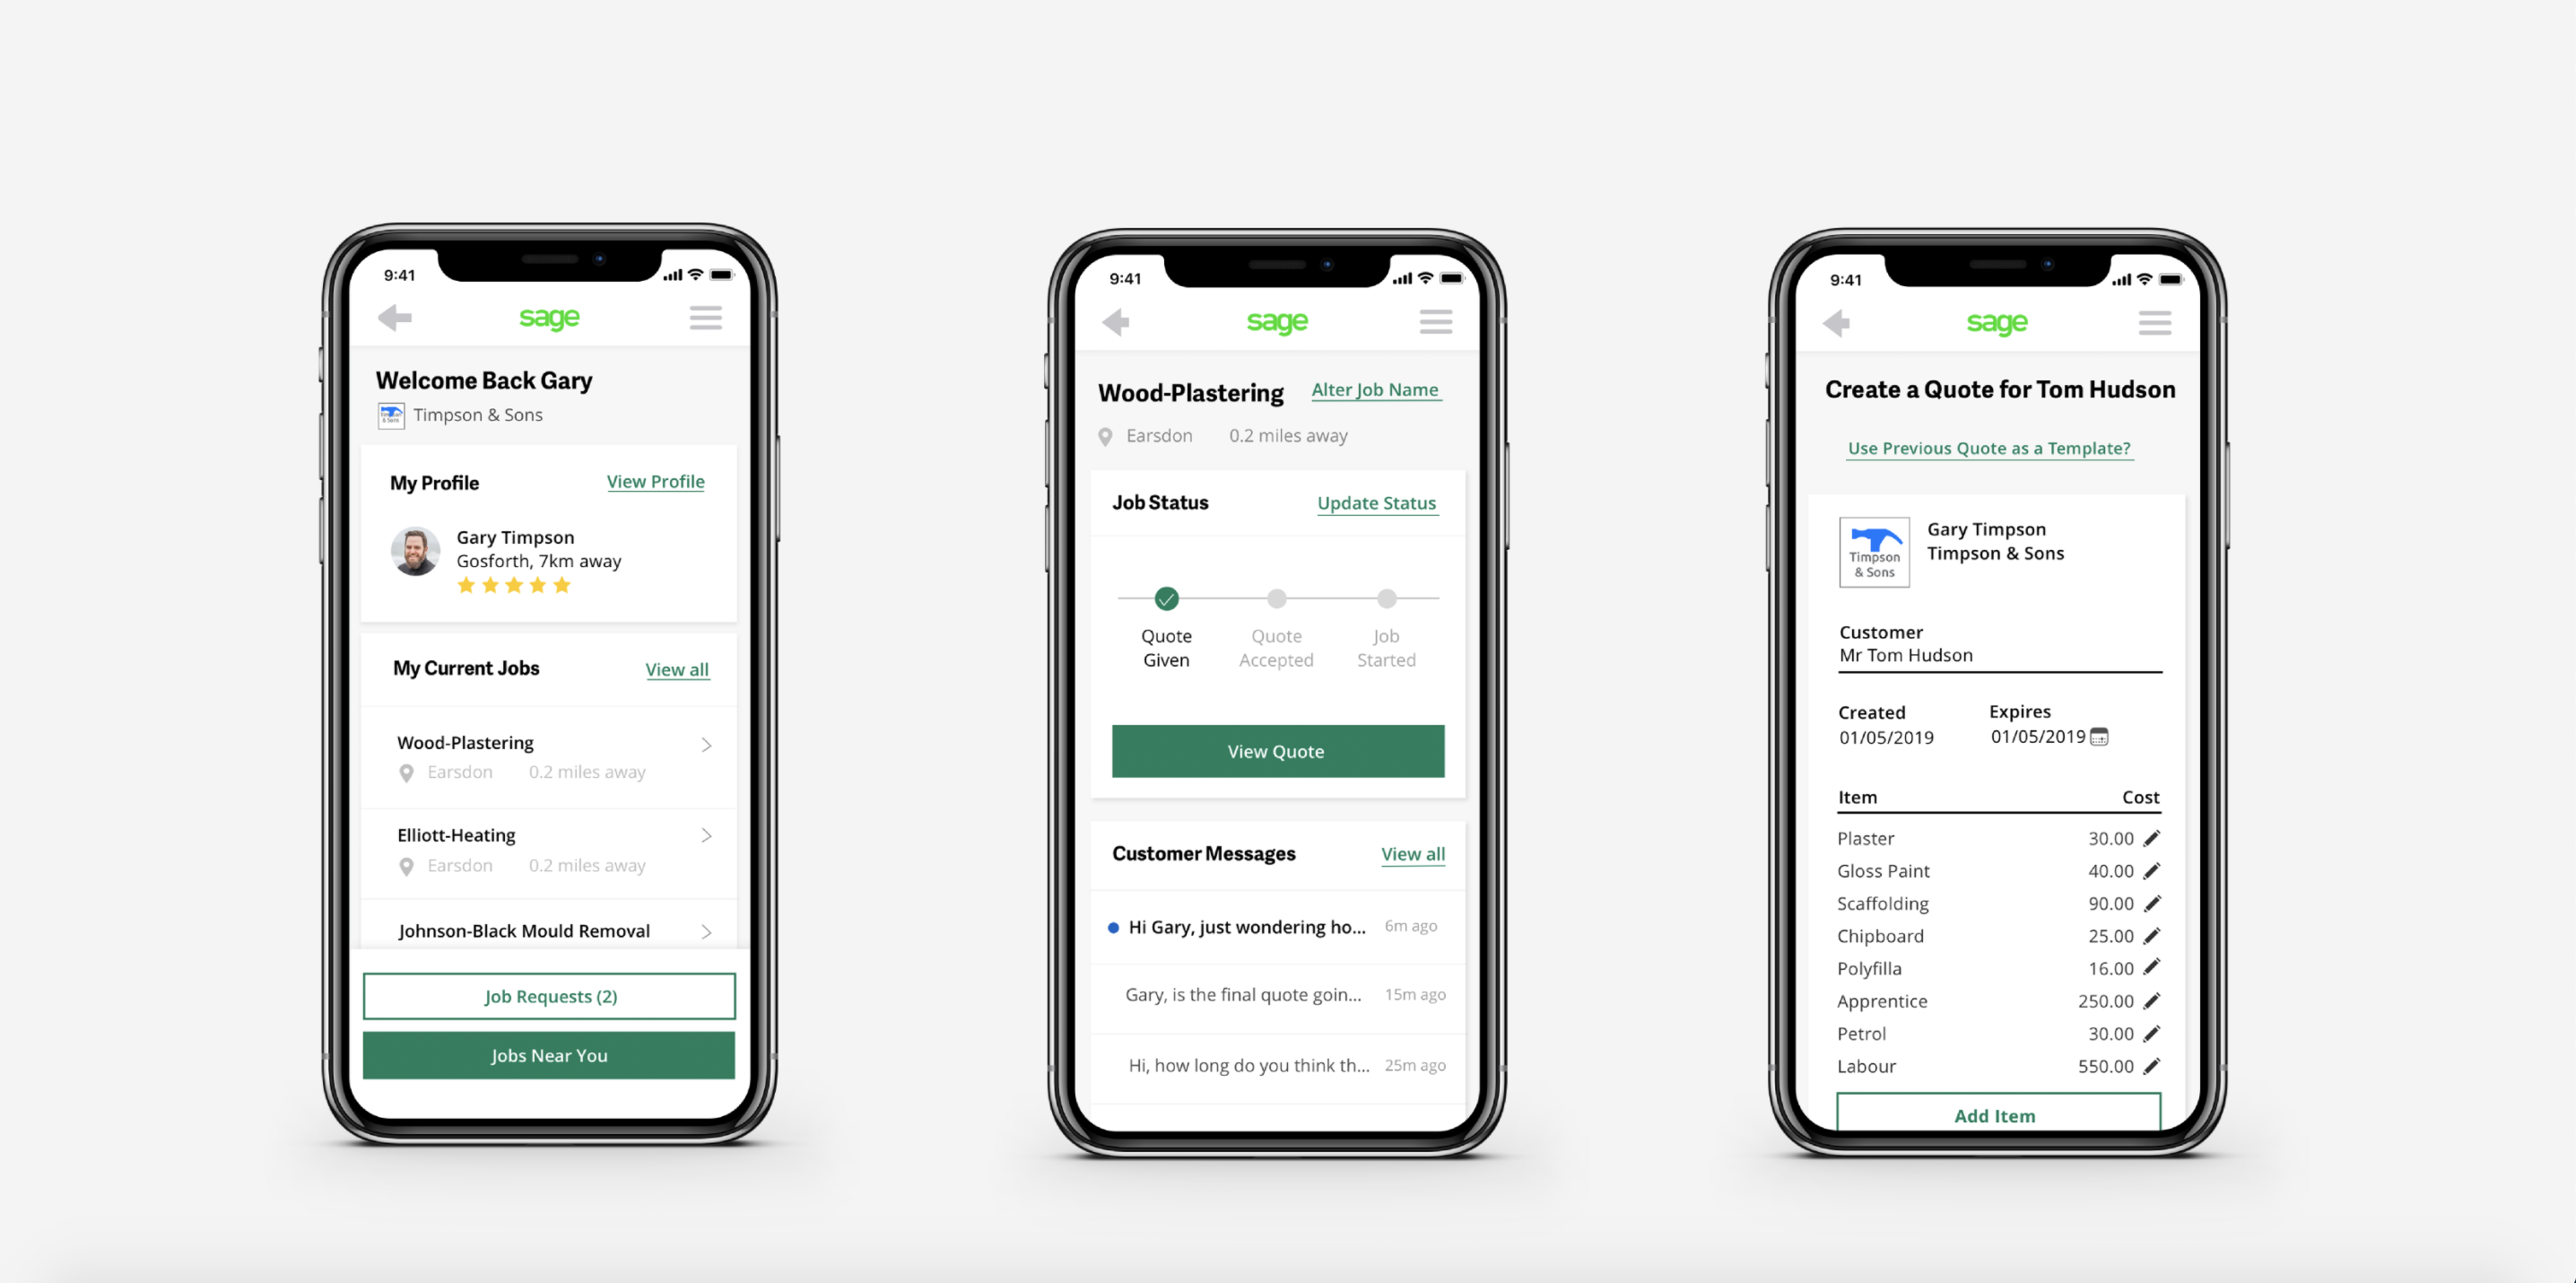 9:41
sage
Welcome Back Gary
Timpson & Sons
My Profile
View Profile
Gary Timpson
Gosforth, 7km away
My Current Jobs
View all
Wood-Plastering
Earsdon 0.2 miles away
Elliott-Heating
Earsdon 0.2 miles away
Johnson-Black Mould Removal
Job Requests (2)
Jobs Near You
9:41
sage
Wood-Plastering Alter Job Name
Earsdon 0.2 miles away
Job Status Update Status
Quote Given
Quote Accepted
Job Started
View Quote
Customer Messages View all
Hi Gary, just wondering ho... 6m ago
Gary, is the final quote goin... 15m ago
Hi, how long do you think th... 25m ago
9:41
sage
Create a Quote for Tom Hudson
Use Previous Quote as a Template?
Timpson
& Sons
Gary Timpson
Timpson & Sons
Customer
Mr Tom Hudson
Created Expires
01/05/2019 01/05/2019
Item Cost
Plaster 30.00
Gloss Paint 40.00
Scaffolding 90.00
Chipboard 25.00
Polyfilla 16.00
Apprentice 250.00
Petrol 30.00
Labour 550.00
Add Item